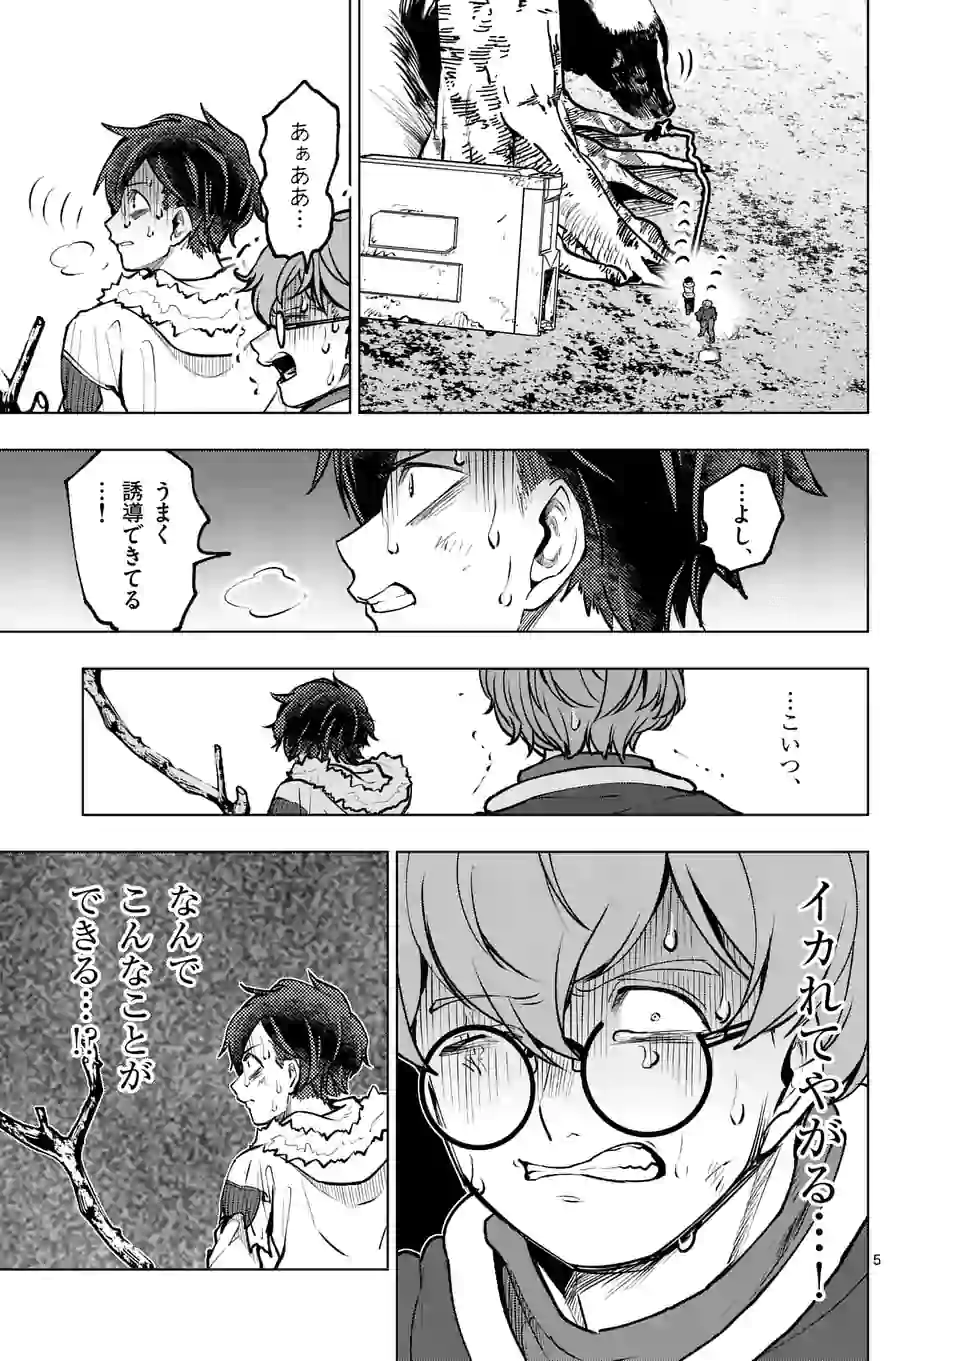 あぁああ…
…よし、
うまく
誘導できてる
…!
…こいつ、
イカれてやがる……!
なんで
こんなことが
できる……!?
5